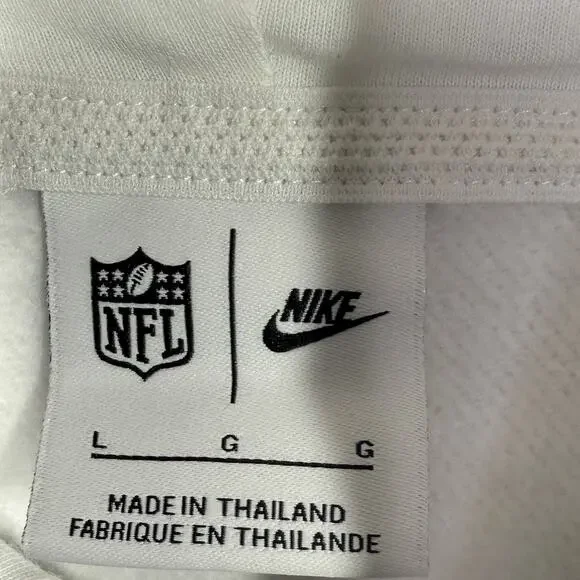 NFL
NIKE
L G G
MADE IN THAILAND
FABRIQUE EN THAILANDE